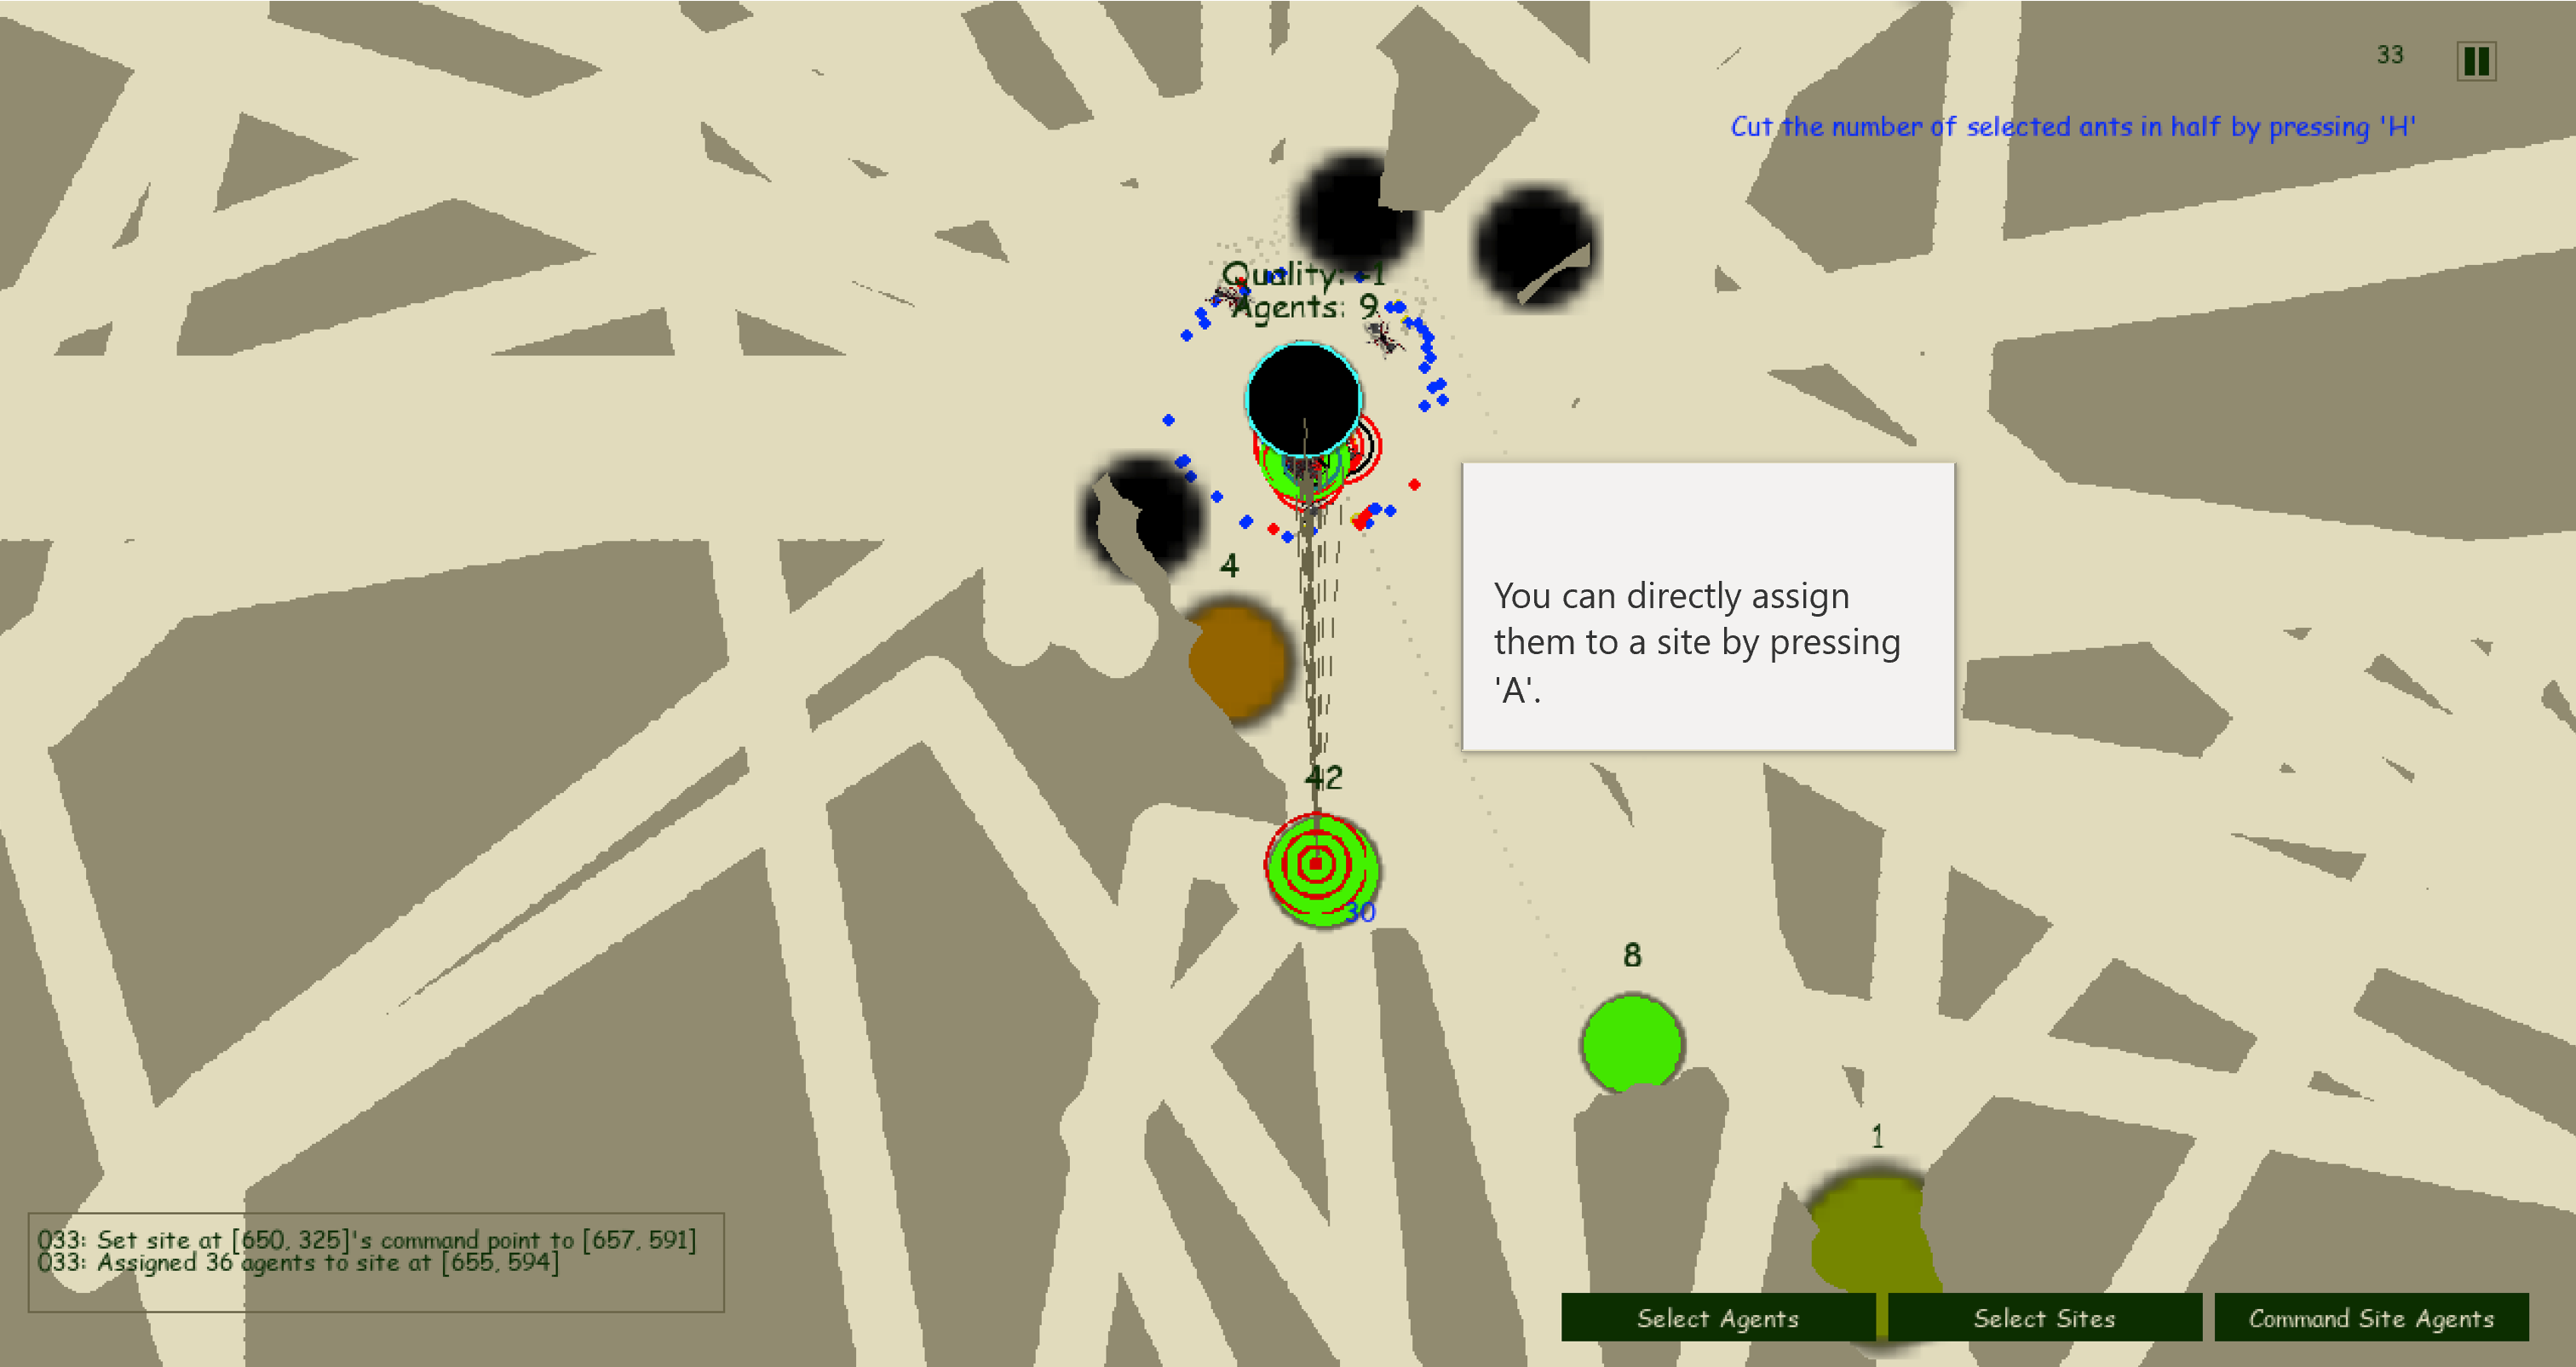 33
Cut the number of selected ants in half by pressing 'H'
Quality: -1
Agents: 9
4
You can directly assign
them to a site by pressing
'A'.
42
30
8
1
033: Set site at [650, 325]'s command point to [657, 591]
033: Assigned 36 agents to site at [655, 594]
Select Agents
Select Sites
Command Site Agents